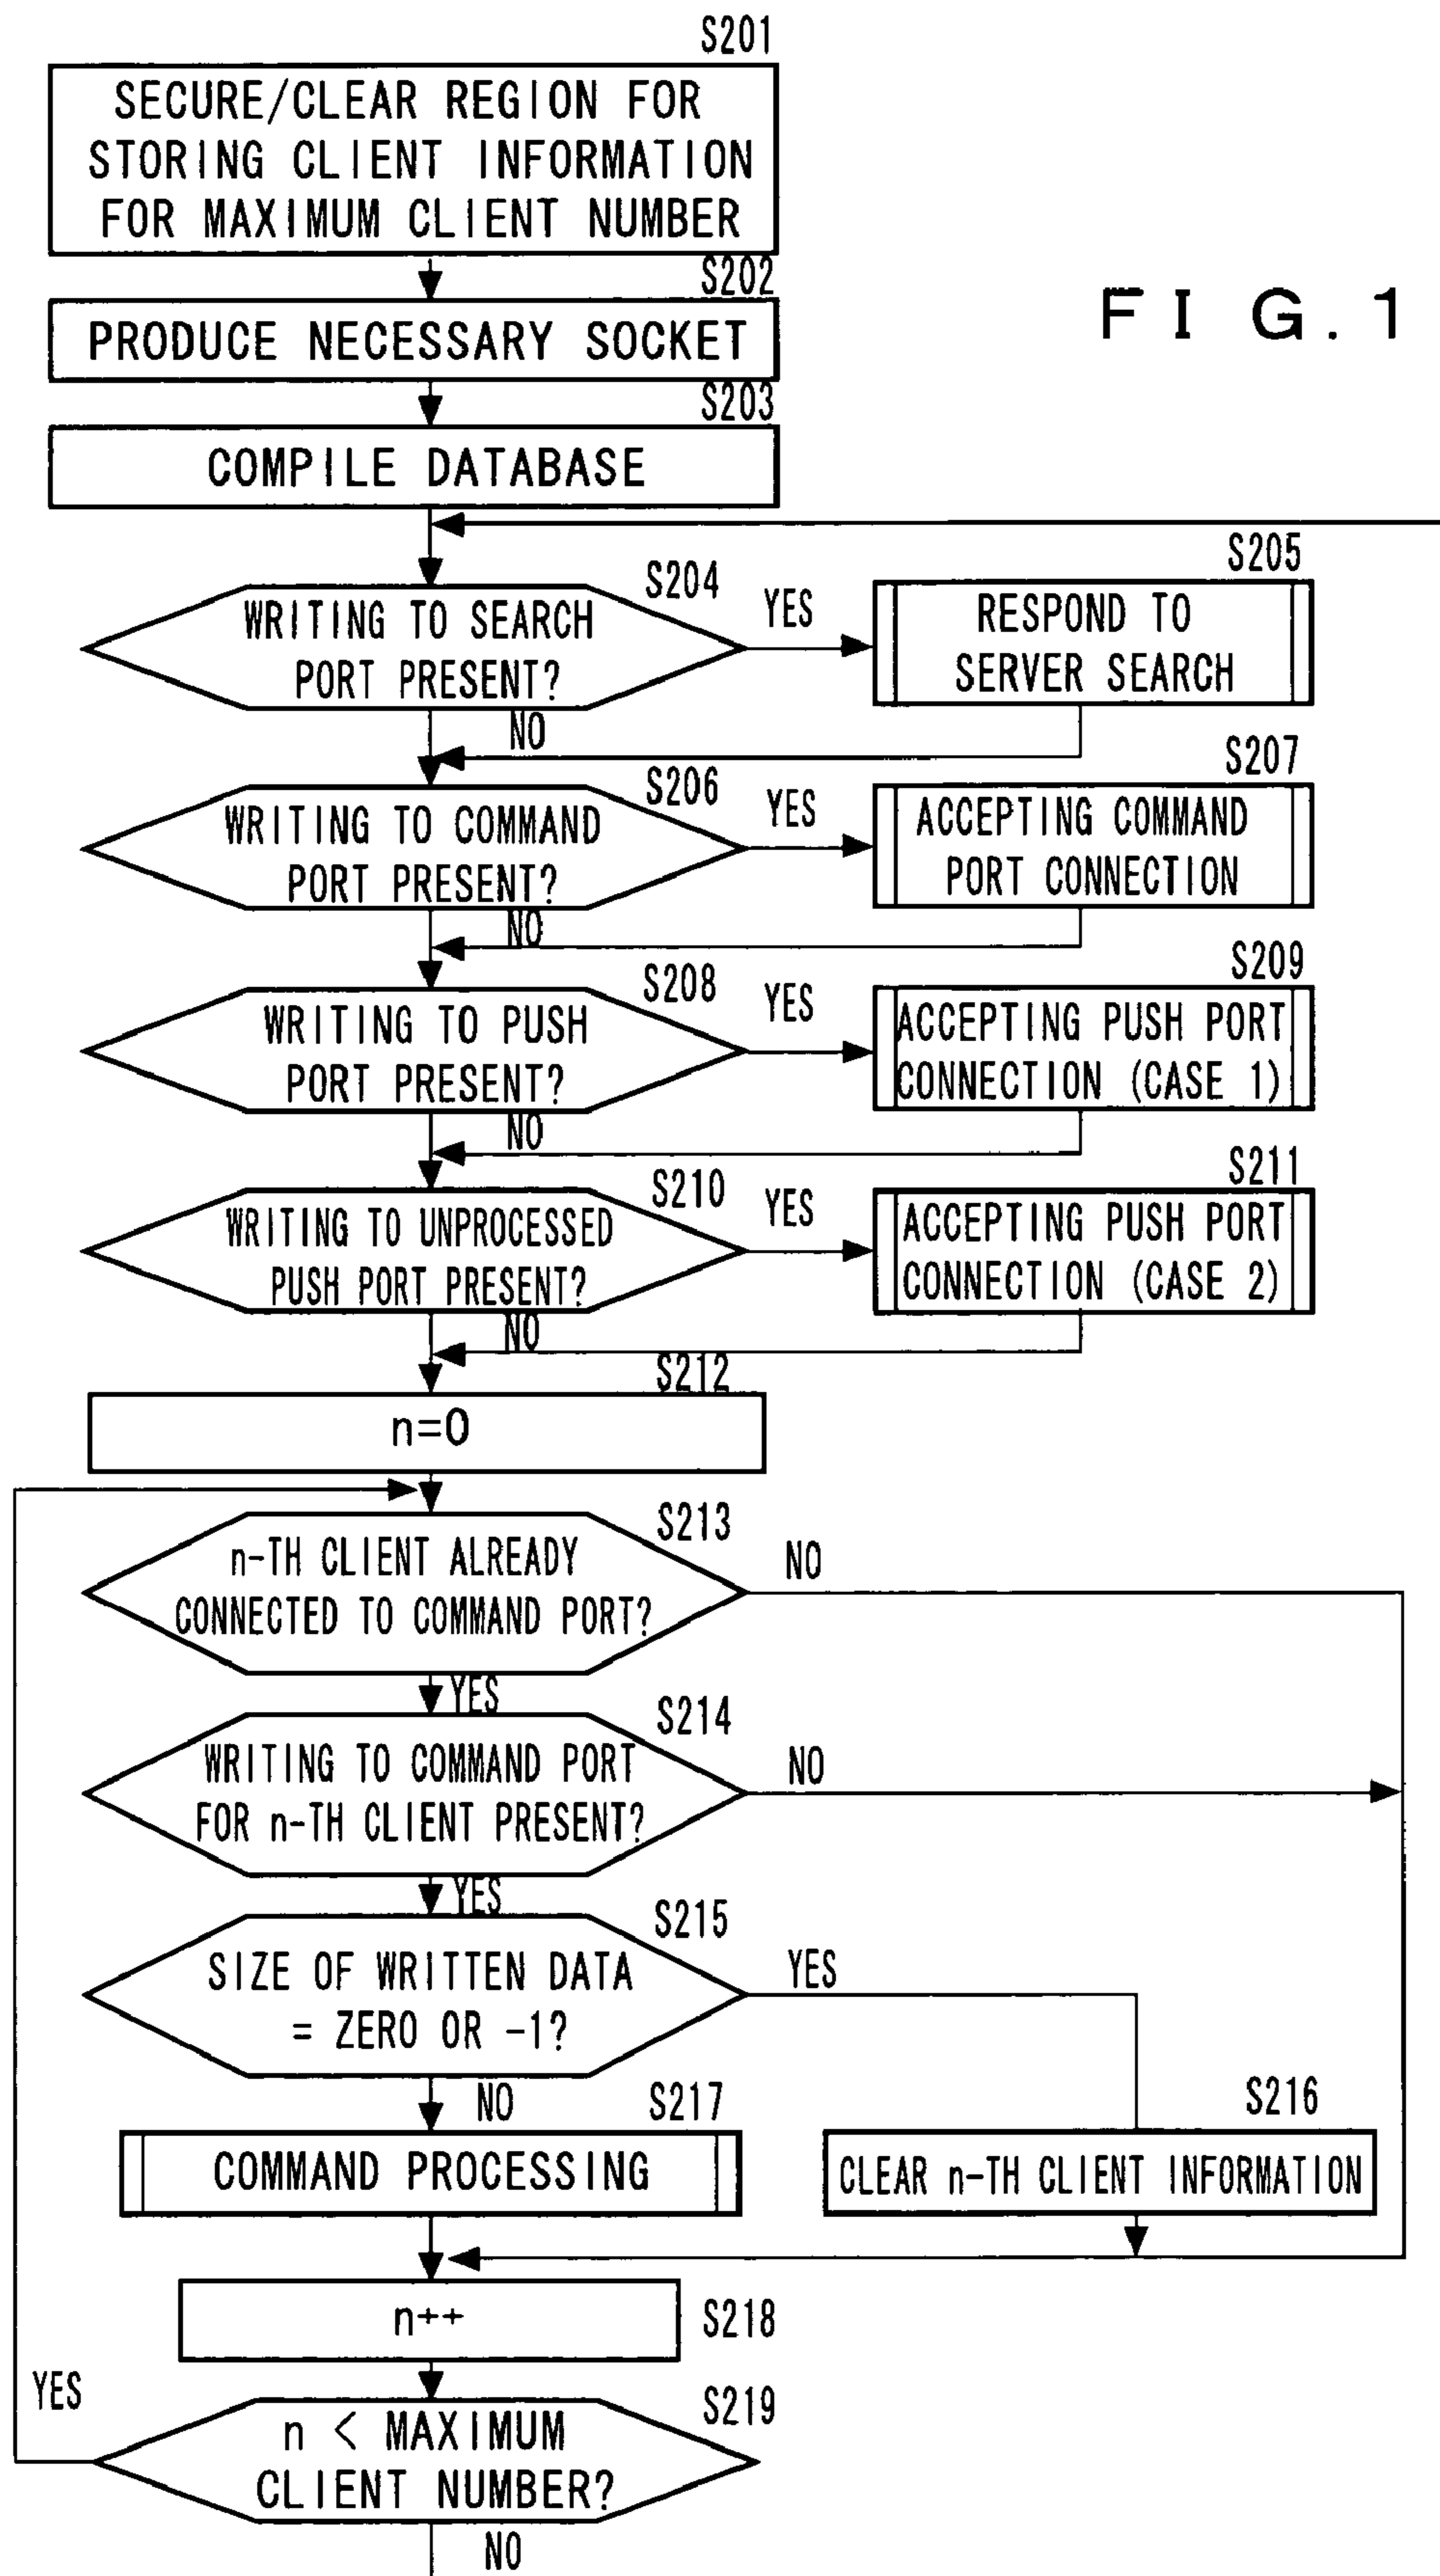 S201
SECURE/CLEAR REGION FOR
STORING CLIENT INFORMATION
FOR MAXIMUM CLIENT NUMBER
S202
PRODUCE NECESSARY SOCKET
FIG.1
S203
COMPILE DATABASE
S204
WRITING TO SEARCH
PORT PRESENT?
YES
S205
RESPOND TO
SERVER SEARCH
NO
S206
WRITING TO COMMAND
PORT PRESENT?
YES
S207
ACCEPTING COMMAND
PORT CONNECTION
NO
S208
WRITING TO PUSH
PORT PRESENT?
YES
S209
ACCEPTING PUSH PORT
CONNECTION (CASE 1)
NO
S210
WRITING TO UNPROCESSED
PUSH PORT PRESENT?
YES
S211
ACCEPTING PUSH PORT
CONNECTION (CASE 2)
NO
S212
n=0
S213
n-TH CLIENT ALREADY
CONNECTED TO COMMAND PORT?
NO
YES
S214
WRITING TO COMMAND PORT
FOR n-TH CLIENT PRESENT?
NO
YES
S215
SIZE OF WRITTEN DATA
= ZERO OR -1?
YES
NO
S217
COMMAND PROCESSING
S216
CLEAR n-TH CLIENT INFORMATION
n++
S218
YES
S219
n < MAXIMUM
CLIENT NUMBER?
NO